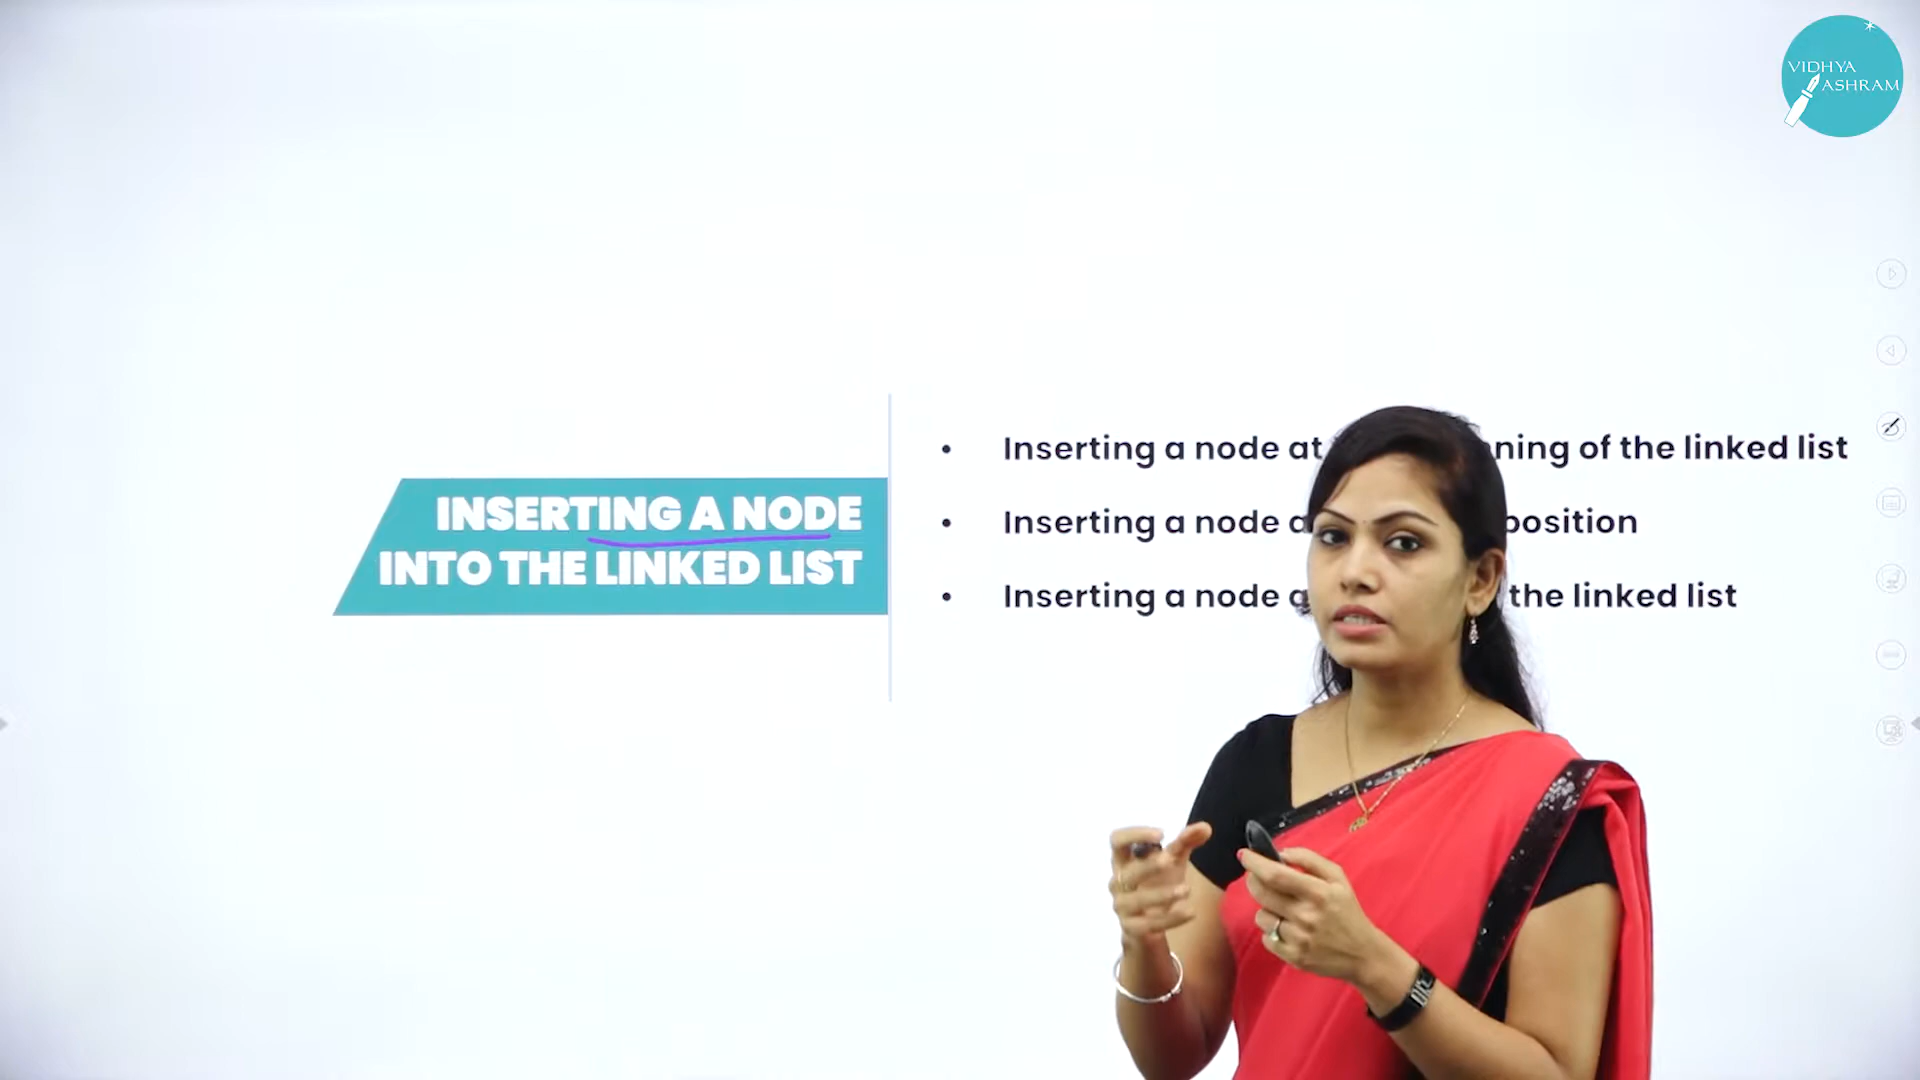 VIDHYA
ASHRAM
INSERTING A NODE
INTO THE LINKED LIST
• Inserting a node at ning of the linked list
• Inserting a node a position
• Inserting a node a the linked list